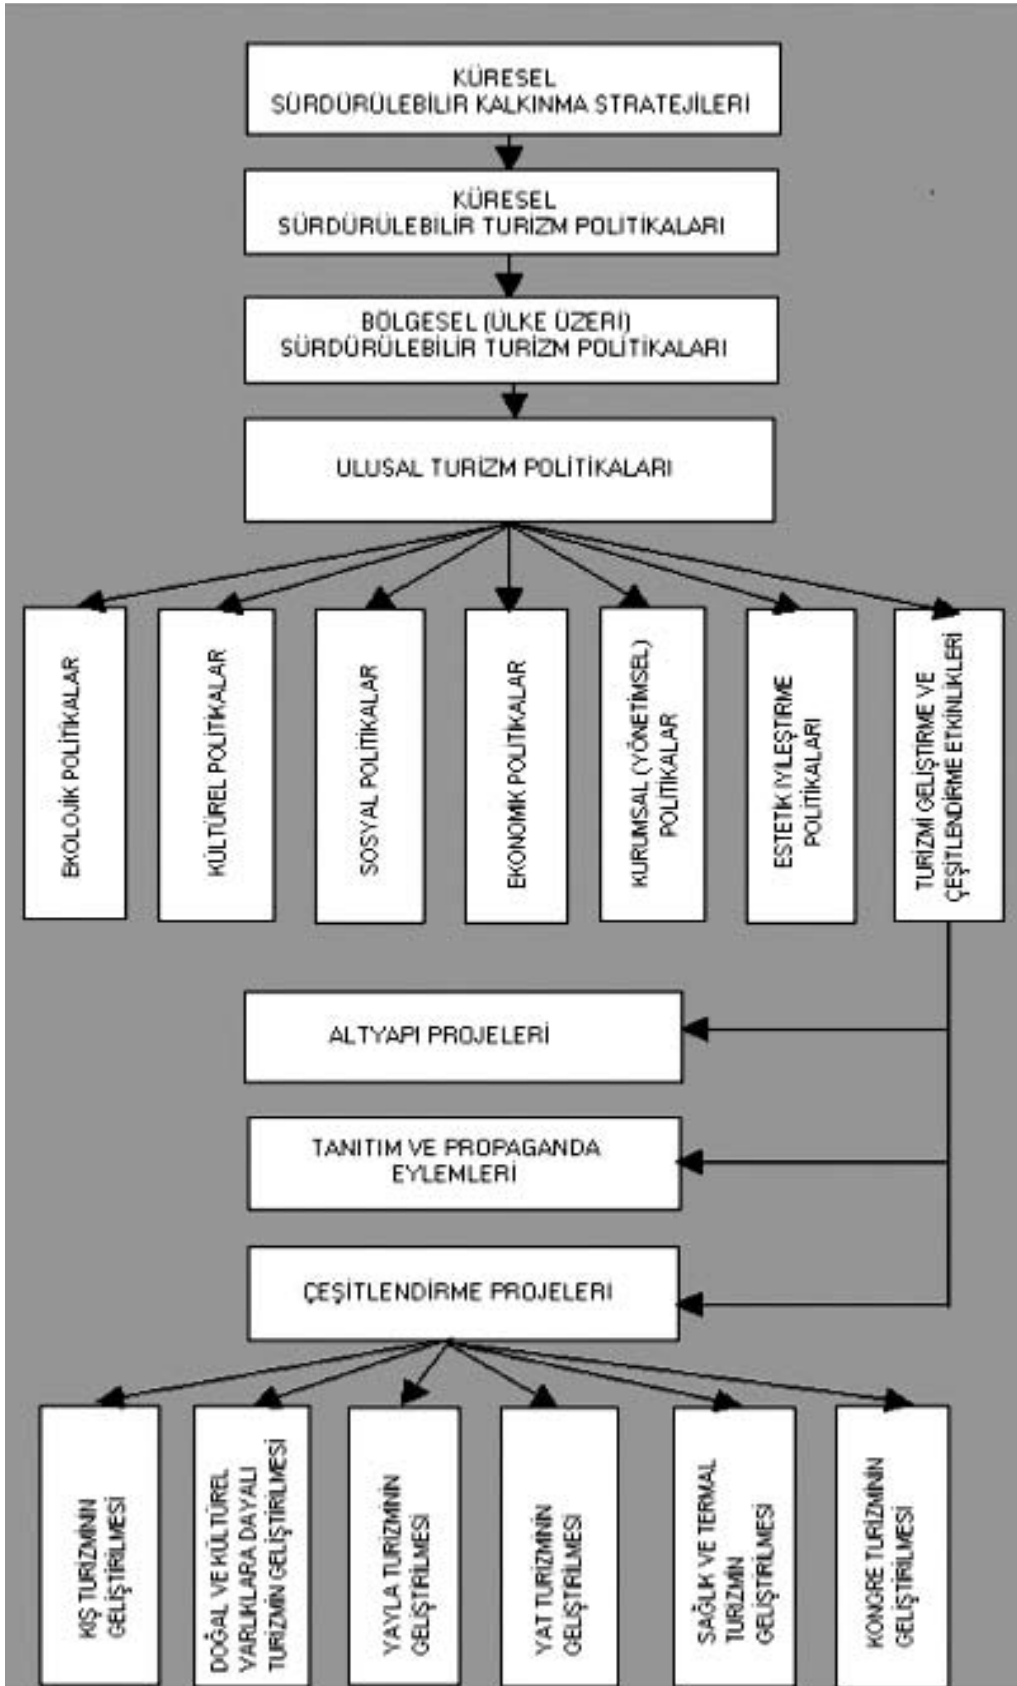 KÜRESEL
SÜRDÜRÜLEBİLİR KALKINMA STRATEJİLERİ
KÜRESEL
SÜRDÜRÜLEBİLİR TURİZM POLİTİKALARI
BÖLGESEL (ÜLKE ÜZERİ)
SÜRDÜRÜLEBİLİR TURİZM POLİTİKALARI
ULUSAL TURİZM POLİTİKALARI
EKOLOJİK POLİTİKALAR
KÜLTÜREL POLİTİKALAR
SOSYAL POLİTİKALAR
EKONOMİK POLİTİKALAR
KURUMSAL (YÖNETİMSEL)
POLİTİKALAR
ESTETİK İYİLEŞTİRME
POLİTİKALARI
TURİZMİ GELİŞTİRME VE
ÇEŞİTLENDİRME ETKİNLİKLERİ
ALTYAPI PROJELERİ
TANITIM VE PROPAGANDA
EYLEMLERİ
ÇEŞİTLENDİRME PROJELERİ
KIŞ TURİZMİNİN
GELİŞTİRİLMESİ
DOĞAL VE KÜLTÜREL
VARLIKLARA DAYALI
TURİZMİN GELİŞTİRİLMESİ
YAYLA TURİZMİNİN
GELİŞTİRİLMESİ
YAT TURİZMİNİN
GELİŞTİRİLMESİ
SAĞLIK VE TERMAL
TURİZMİN
GELİŞTİRİLMESİ
KONGRE TURİZMİNİN
GELİŞTİRİLMESİ